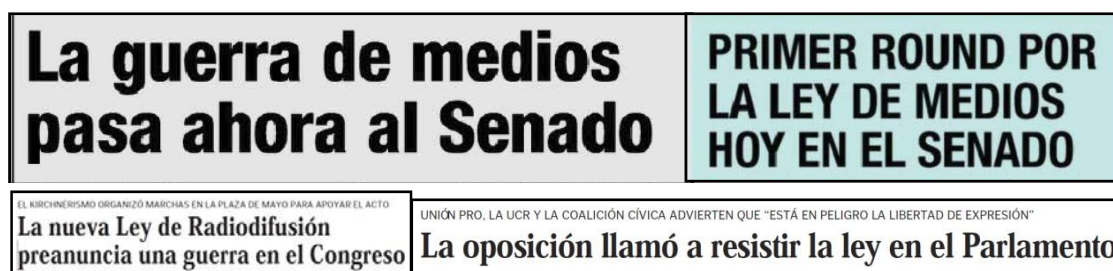 La guerra de medios
pasa ahora al Senado
PRIMER ROUND POR
LA LEY DE MEDIOS
HOY EN EL SENADO
EL KIRCHNERISMO ORGANIZÓ MARCHAS EN LA PLAZA DE MAYO PARA APOYAR EL ACTO
La nueva Ley de Radiodifusión
preanuncia una guerra en el Congreso
UNIÓN PRO, LA UCR Y LA COALICIÓN CÍVICA ADVIERTEN QUE “ESTÁ EN PELIGRO LA LIBERTAD DE EXPRESIÓN”
La oposición llamó a resistir la ley en el Parlamento